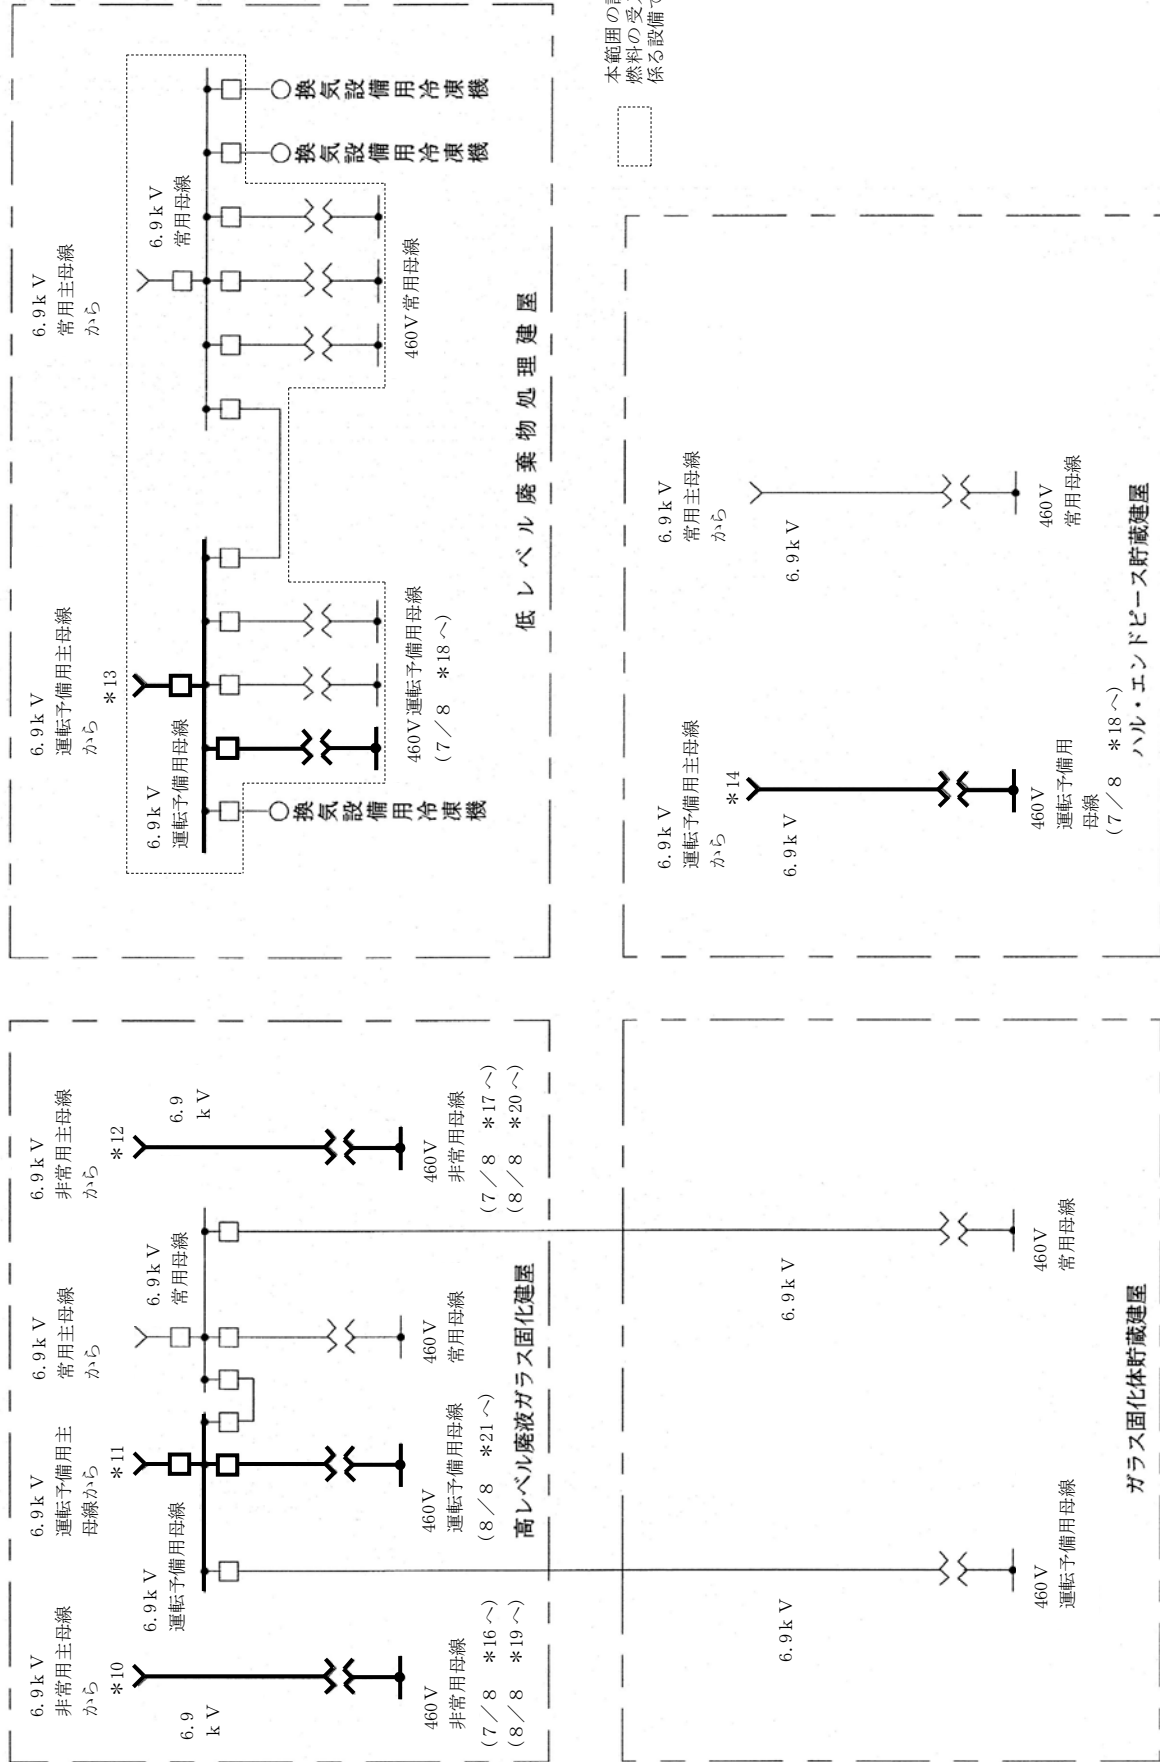 6.9kV
非常用主母線
から
*10
6.9
kV
460V
非常用母線
(7/8 *16へ)
(8/8 *19へ)
6.9kV
運転予備用主
母線から
*11
6.9kV
運転予備用母線
460V
運転予備用母線
(8/8 *21へ)
6.9kV
常用主母線
から
6.9kV
常用母線
460V
常用母線
6.9kV
非常用主母線
から
*12
6.9
kV
460V
非常用母線
(7/8 *17へ)
(8/8 *20へ)
高レベル廃液ガラス固化建屋
6.9kV
運転予備用主母線
から
*13
6.9kV
運転予備用母線
換気設備用冷凍機
460V運転予備用母線
(7/8 *18へ)
6.9kV
常用主母線
から
6.9kV
常用母線
460V常用母線
換気設備用冷凍機
換気設備用冷凍機
低レベル廃棄物処理建屋
6.9kV
460V
運転予備用母線
6.9kV
460V
常用母線
ガラス固化体貯蔵建屋
6.9kV
運転予備用主母線
から
*14
6.9kV
460V
運転予備用
母線
(7/8 *18へ)
6.9kV
常用主母線
から
6.9kV
460V
常用母線
ハル・エンドピース貯蔵建屋
本範囲の
燃料の受
係る設備で